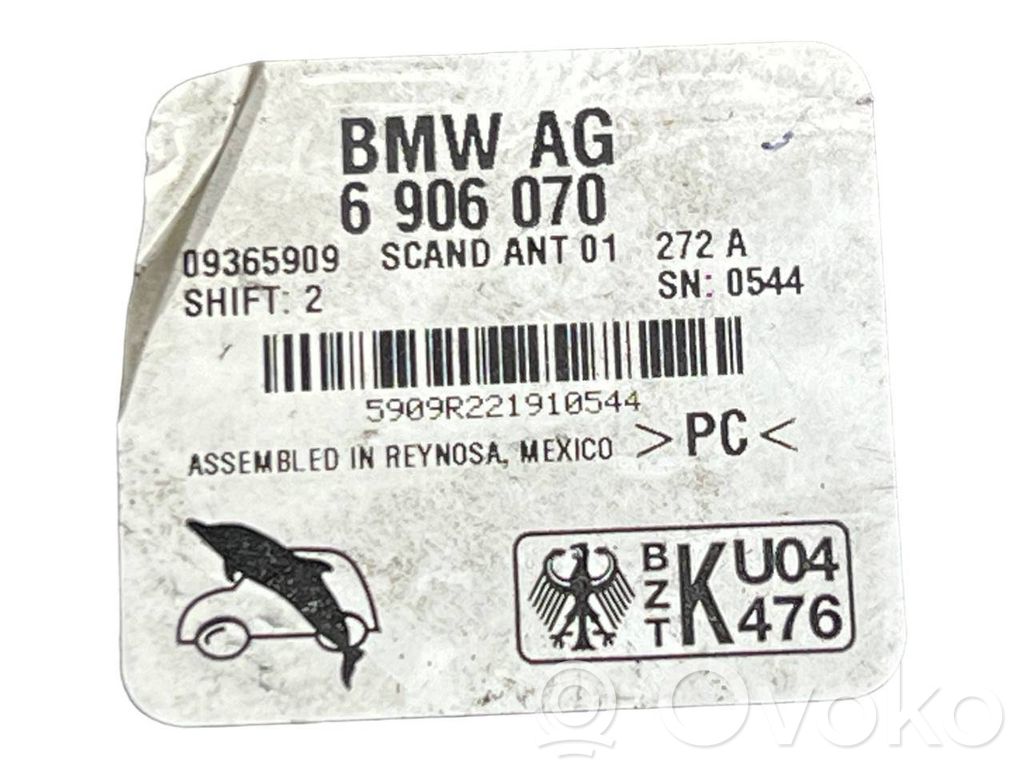 BMW AG
6 906 070
09365909 SCAND ANT 01 272 A
SHIFT: 2 SN: 0544
5909R221910544
ASSEMBLED IN REYNOSA, MEXICO >PC<
BZT K U04 476
Ovoko